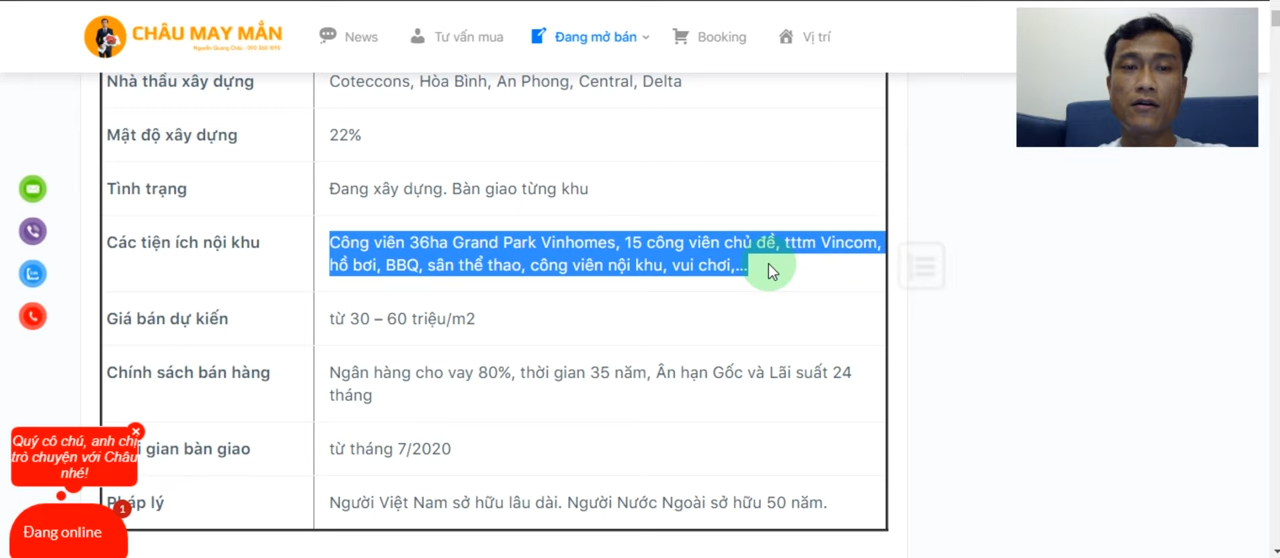 CHÂU MAY MẮN
News
Tư vấn mua
Đang mở bán
Booking
Vị trí
Nhà thầu xây dựng
Coteccons, Hòa Bình, An Phong, Central, Delta
Mật độ xây dựng
22%
Tình trạng
Đang xây dựng. Bàn giao từng khu
Các tiện ích nội khu
Công viên 36ha Grand Park Vinhomes, 15 công viên chủ đề, tttm Vincom,
hồ bơi, BBQ, sân thể thao, công viên nội khu, vui chơi,...
Giá bán dự kiến
từ 30 – 60 triệu/m2
Chính sách bán hàng
Ngân hàng cho vay 80%, thời gian 35 năm, Ân hạn Gốc và Lãi suất 24
tháng
gian bàn giao
từ tháng 7/2020
Pháp lý
Người Việt Nam sở hữu lâu dài. Người Nước Ngoài sở hữu 50 năm.
Quý cô chú, anh chị
trò chuyện với Châu
nhé!
1
Đang online